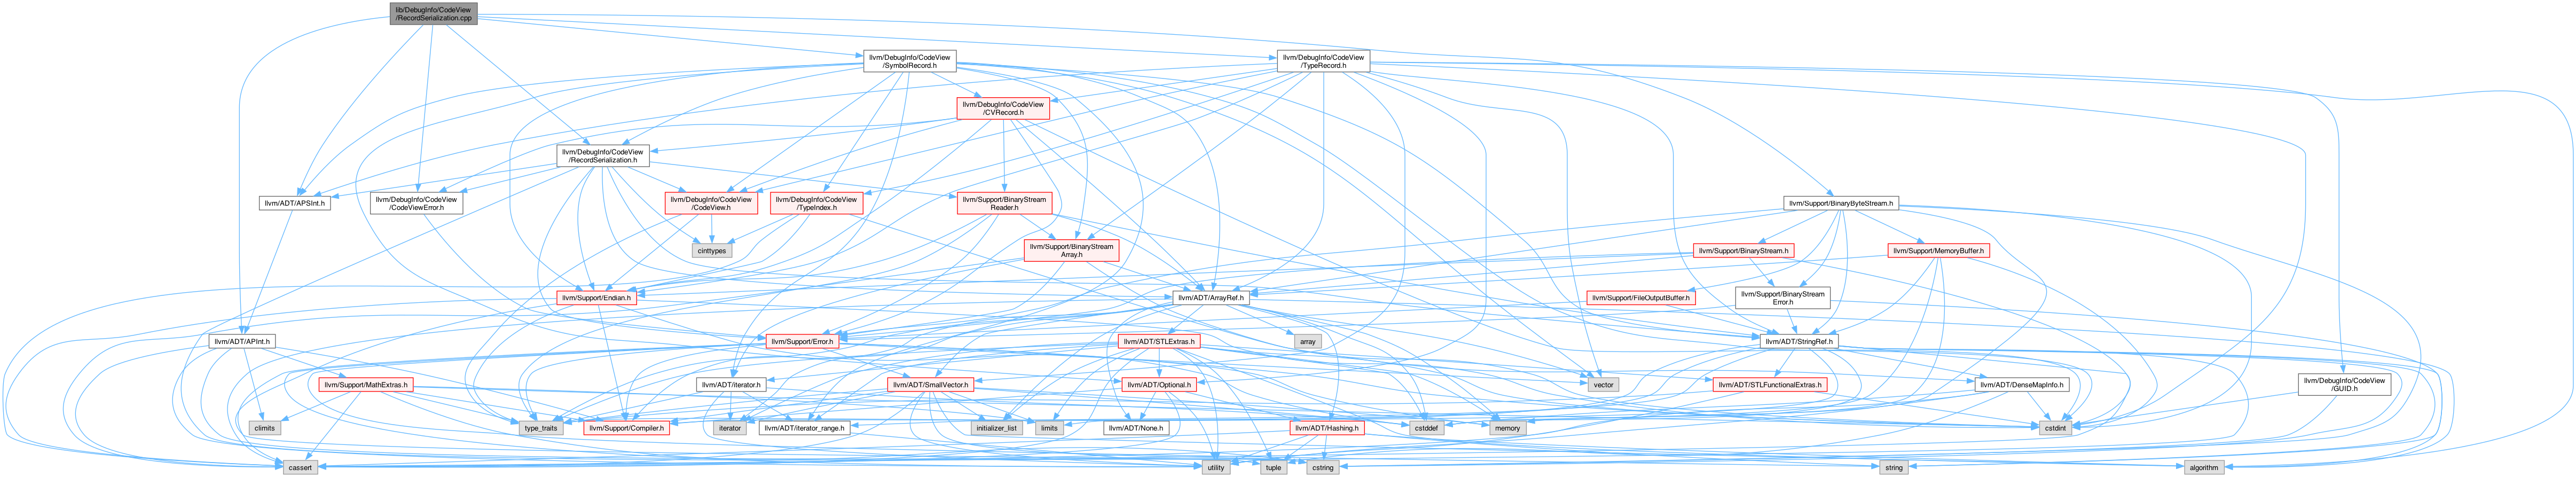 lib/DebugInfo/CodeView
/RecordSerialization.cpp
llvm/DebugInfo/CodeView
/SymbolRecord.h
llvm/DebugInfo/CodeView
/TypeRecord.h
llvm/DebugInfo/CodeView
/CVRecord.h
llvm/DebugInfo/CodeView
/RecordSerialization.h
llvm/ADT/APSInt.h
llvm/DebugInfo/CodeView
/CodeViewError.h
llvm/DebugInfo/CodeView
/CodeView.h
llvm/DebugInfo/CodeView
/TypeIndex.h
llvm/Support/BinaryStream
Reader.h
llvm/Support/BinaryByteStream.h
cinttypes
llvm/Support/BinaryStream
Array.h
llvm/Support/BinaryStream.h
llvm/Support/MemoryBuffer.h
llvm/Support/Endian.h
llvm/ADT/ArrayRef.h
llvm/Support/FileOutputBuffer.h
llvm/Support/BinaryStream
Error.h
llvm/ADT/APInt.h
llvm/Support/Error.h
llvm/ADT/STLExtras.h
array
llvm/ADT/StringRef.h
llvm/Support/MathExtras.h
llvm/ADT/iterator.h
llvm/ADT/SmallVector.h
llvm/ADT/Optional.h
vector
llvm/ADT/STLFunctionalExtras.h
llvm/ADT/DenseMapInfo.h
llvm/DebugInfo/CodeView
/GUID.h
climits
type_traits
llvm/Support/Compiler.h
iterator
llvm/ADT/iterator_range.h
initializer_list
limits
llvm/ADT/None.h
llvm/ADT/Hashing.h
cstddef
memory
cstdint
cassert
utility
tuple
cstring
string
algorithm